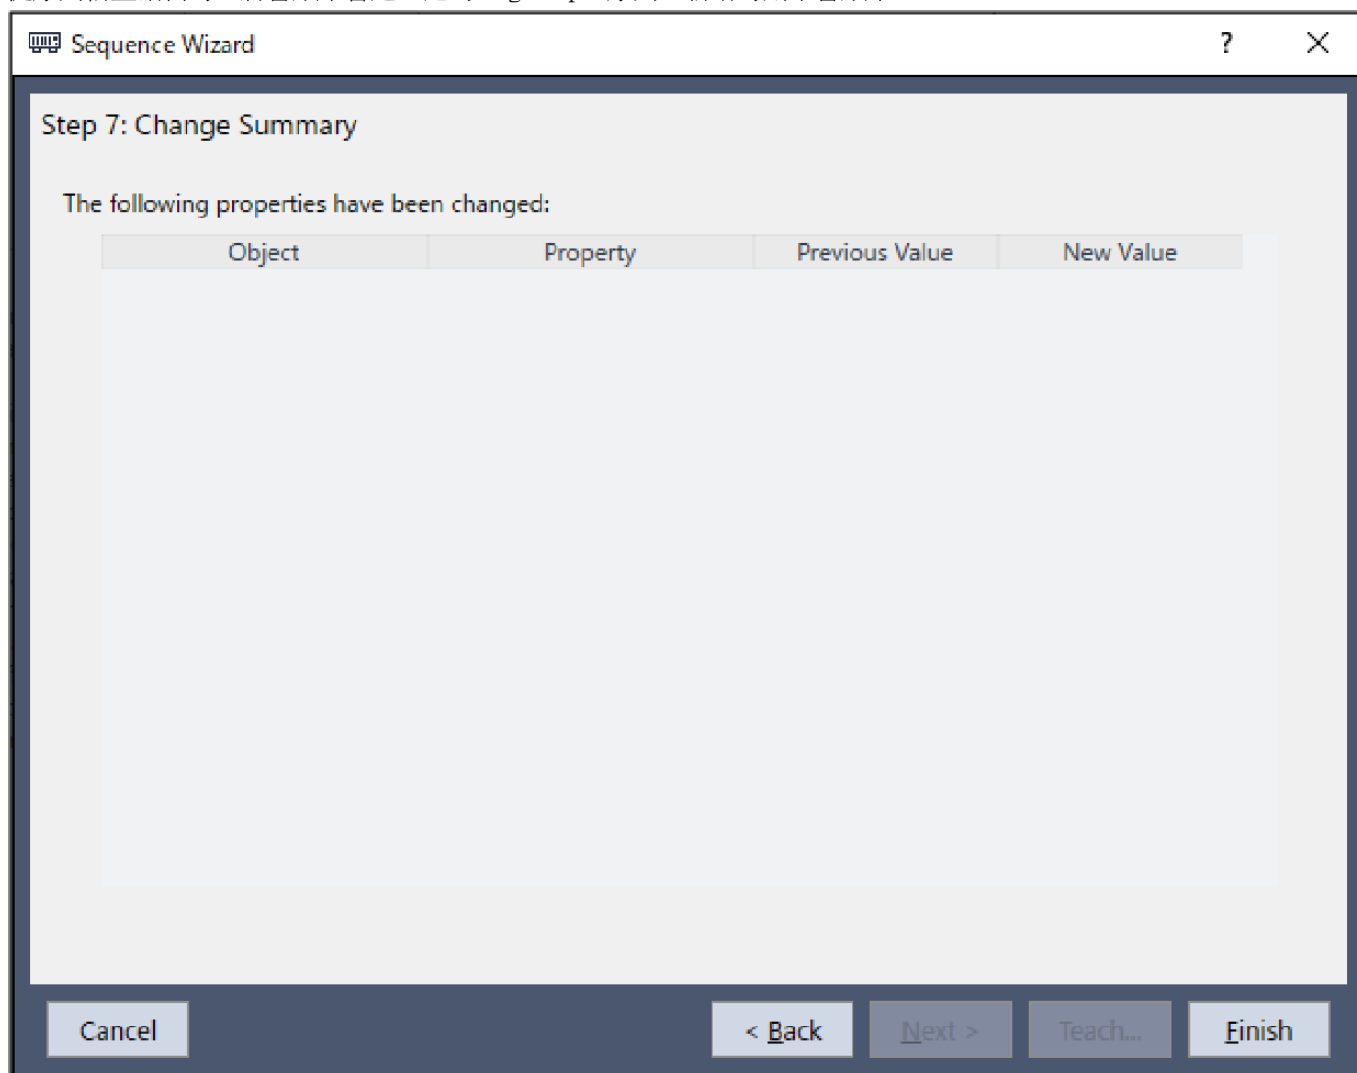 Sequence Wizard
?
Step 7: Change Summary
The following properties have been changed:
Object Property Previous Value New Value
Cancel < Back Next > Teach... Finish